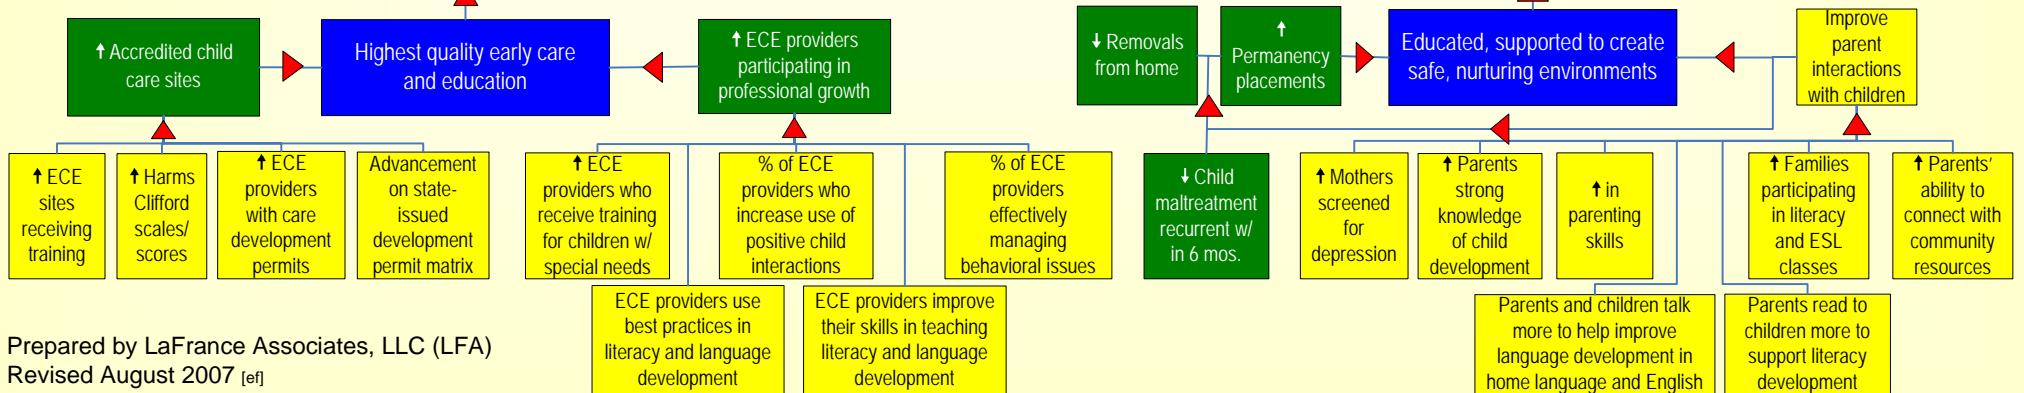 ↑ Accredited child
care sites
Highest quality early care
and education
↑ ECE providers
participating in
professional growth
↓ Removals
from home
↑
Permanency
placements
Educated, supported to create
safe, nurturing environments
Improve
parent
interactions
with children
↑ ECE
sites
receiving
training
↑ Harms
Clifford
scales/
scores
↑ ECE
providers
with care
development
permits
Advancement
on state-
issued
development
permit matrix
↑ ECE
providers who
receive training
for children w/
special needs
% of ECE
providers who
increase use of
positive child
interactions
% of ECE
providers
effectively
managing
behavioral issues
↓ Child
maltreatment
recurrent w/
in 6 mos.
↑ Mothers
screened
for
depression
↑ Parents
strong
knowledge
of child
development
↑ in
parenting
skills
↑ Families
participating
in literacy
and ESL
classes
↑ Parents’
ability to
connect with
community
resources
ECE providers use
best practices in
literacy and language
development
ECE providers improve
their skills in teaching
literacy and language
development
Parents and children talk
more to help improve
language development in
home language and English
Parents read to
children more to
support literacy
development
Prepared by LaFrance Associates, LLC (LFA)
Revised August 2007 [ef]